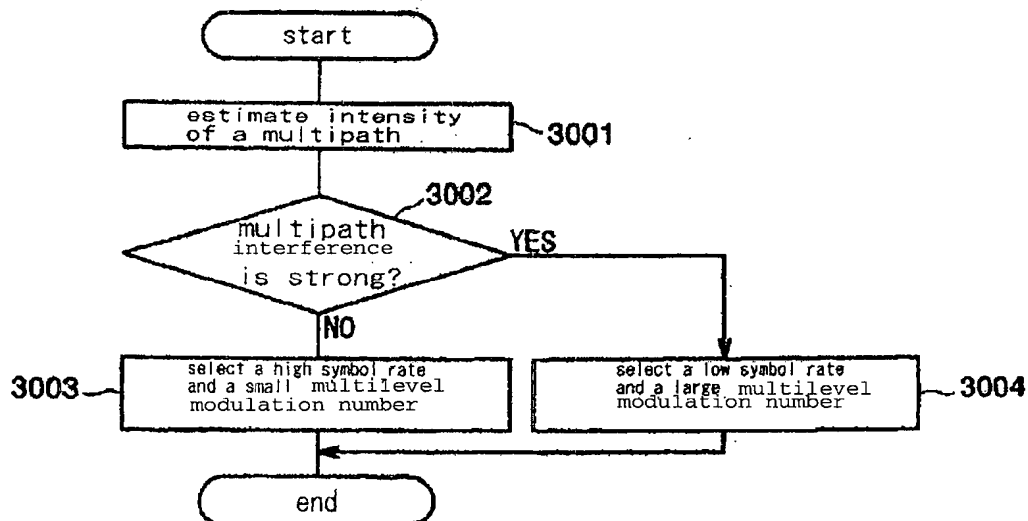 start
estimate intensity
of a multipath
3001
3002
multipath
interference
is strong?
YES
NO
3003
select a high symbol rate
and a small multilevel
modulation number
select a low symbol rate
and a large multilevel
modulation number
3004
end